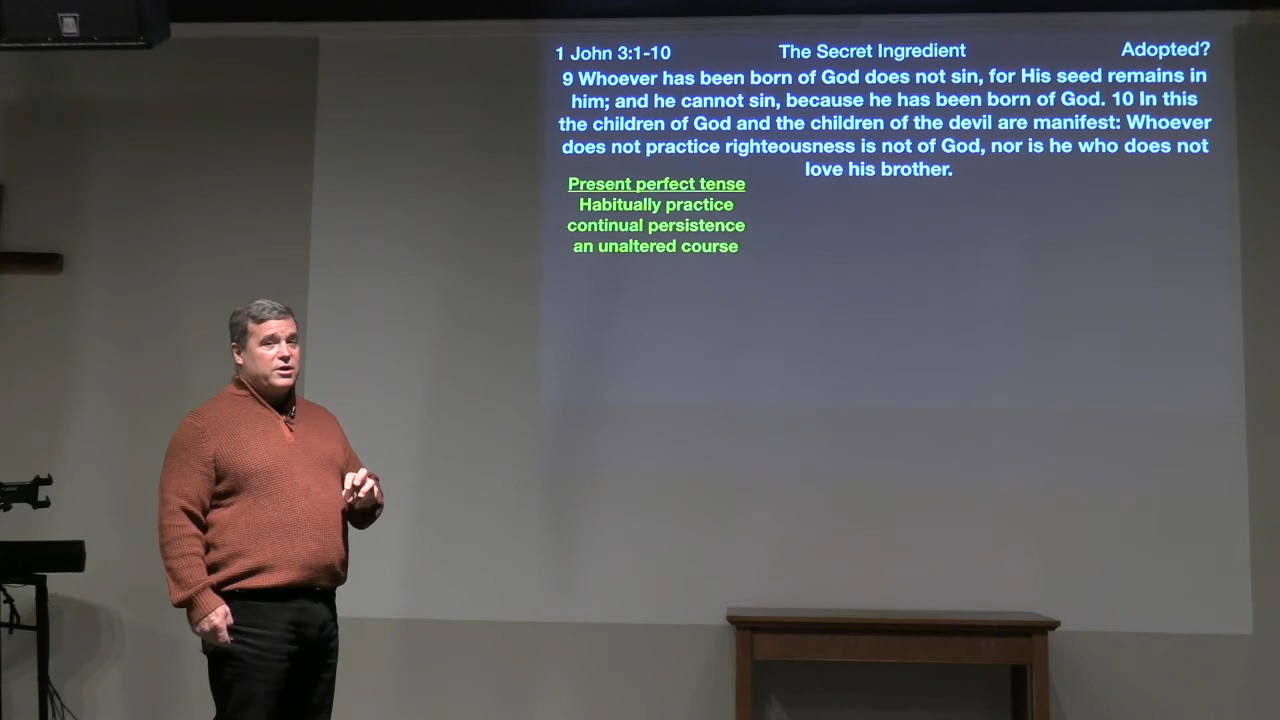 1 John 3:1-10 The Secret Ingredient Adopted?
9 Whoever has been born of God does not sin, for His seed remains in
him; and he cannot sin, because he has been born of God. 10 In this
the children of God and the children of the devil are manifest: Whoever
does not practice righteousness is not of God, nor is he who does not
love his brother.
Present perfect tense
Habitually practice
continual persistence
an unaltered course